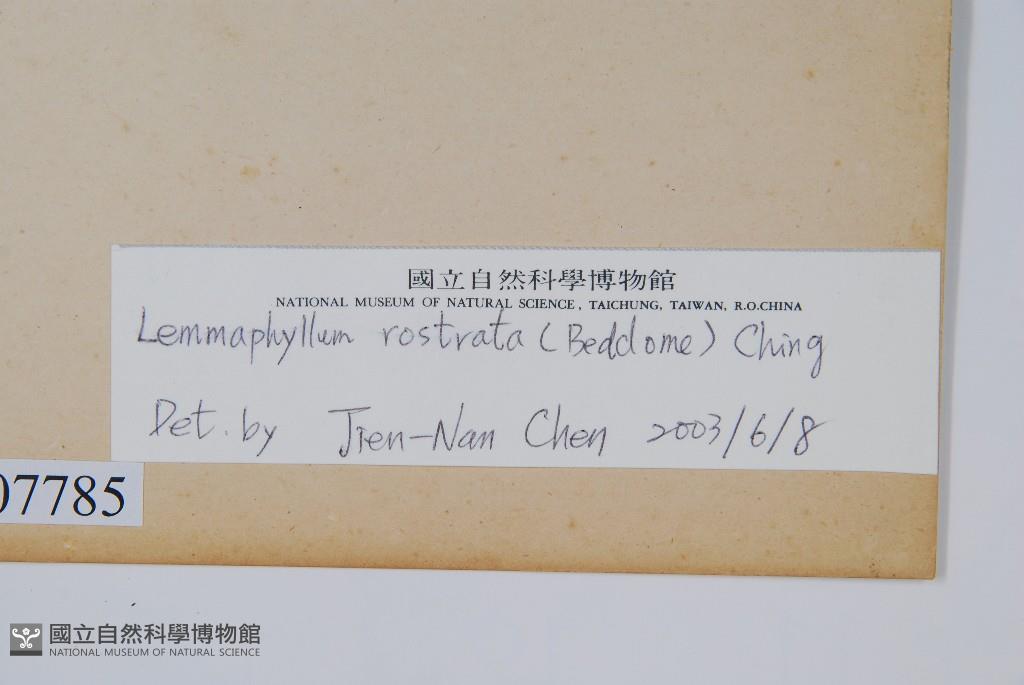 國立自然科學博物館
NATIONAL MUSEUM OF NATURAL SCIENCE, TAICHUNG, TAIWAN, R.O.CHINA
Lemmaphyllum rostrata (Beddome) Ching
Det. by Jien-Nan Chen 2003/6/8
07785
國立自然科學博物館
NATIONAL MUSEUM OF NATURAL SCIENCE